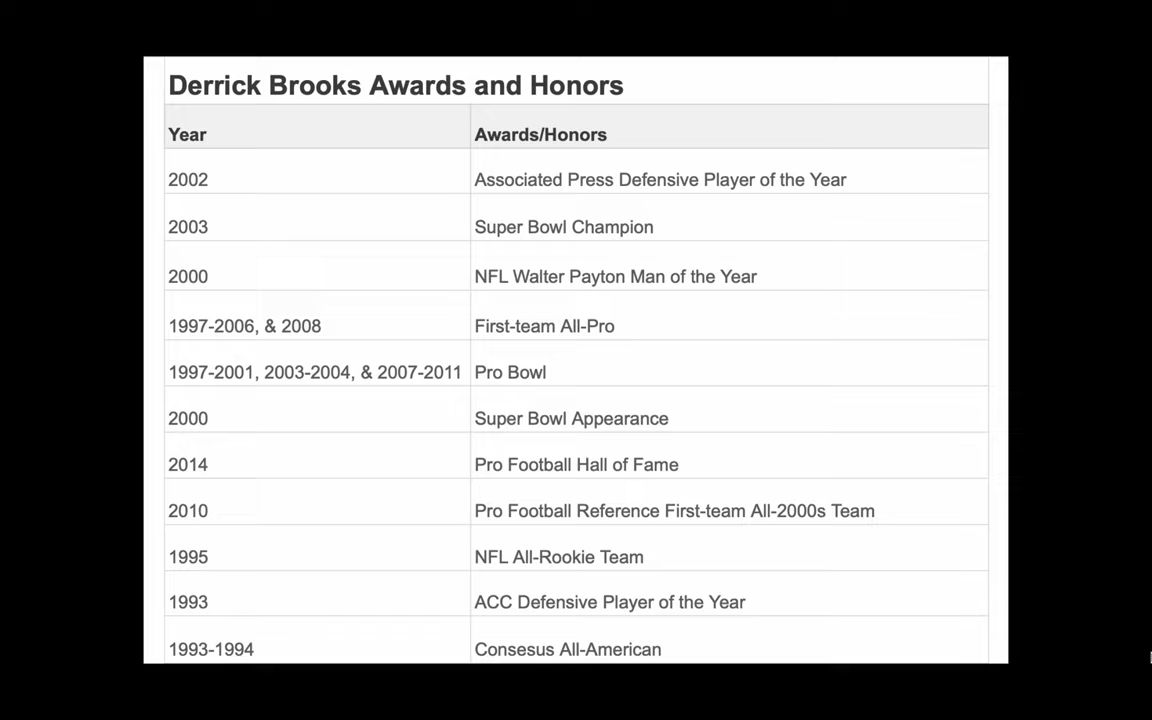 Derrick Brooks Awards and Honors
Year Awards/Honors
2002 Associated Press Defensive Player of the Year
2003 Super Bowl Champion
2000 NFL Walter Payton Man of the Year
1997-2006, & 2008 First-team All-Pro
1997-2001, 2003-2004, & 2007-2011 Pro Bowl
2000 Super Bowl Appearance
2014 Pro Football Hall of Fame
2010 Pro Football Reference First-team All-2000s Team
1995 NFL All-Rookie Team
1993 ACC Defensive Player of the Year
1993-1994 Consesus All-American